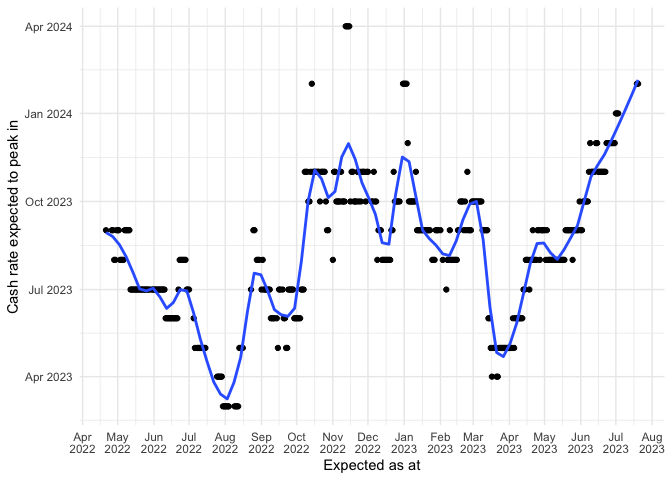 Cash rate expected to peak in
Apr 2024
Jan 2024
Oct 2023
Jul 2023
Apr 2023
Apr May Jun Jul Aug Sep Oct Nov Dec Jan Feb Mar Apr May Jun Jul Aug
2022 2022 2022 2022 2022 2022 2022 2022 2022 2023 2023 2023 2023 2023 2023 2023 2023
Expected as at